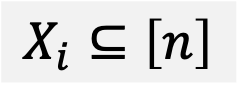 X_i ⊆ [n]